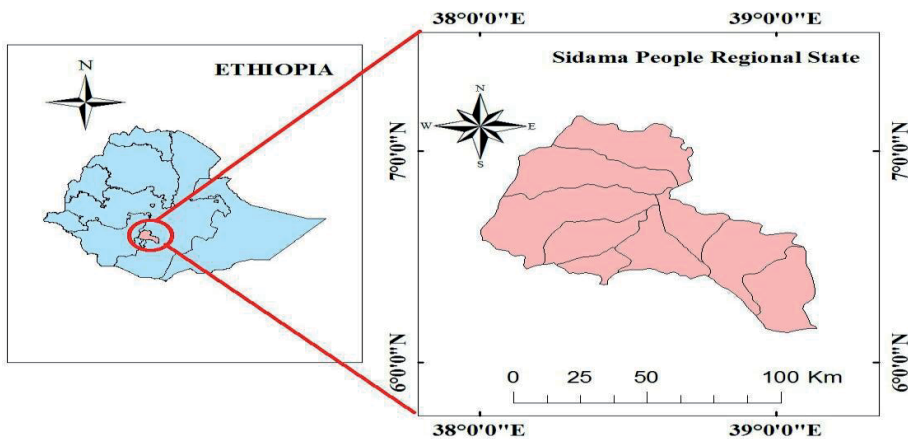 38°0'0"E 39°0'0"E
N
ETHIOPIA
Sidama People Regional State
N
W E
S
7°0'0"N 7°0'0"N
6°0'0"N 6°0'0"N
0 25 50 100 Km
38°0'0"E 39°0'0"E